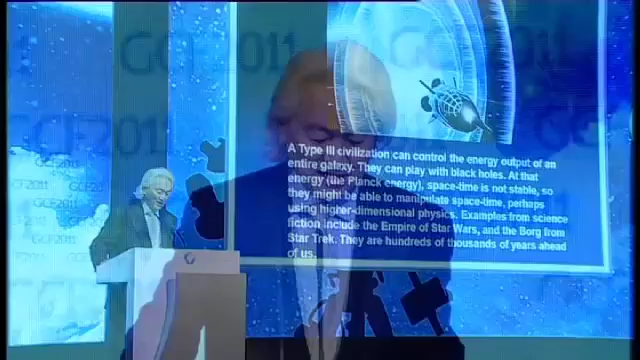 GCF2011
GCF2011
GCF2011
GCF2011
GCF2011
A Type III civilization can control the energy output of an
entire galaxy. They can play with black holes. At that
energy (the Planck energy), space-time is not stable, so
they might be able to manipulate space-time, perhaps
using higher-dimensional physics. Examples from science
fiction include the Empire of Star Wars, and the Borg from
Star Trek. They are hundreds of thousands of years ahead
of us.